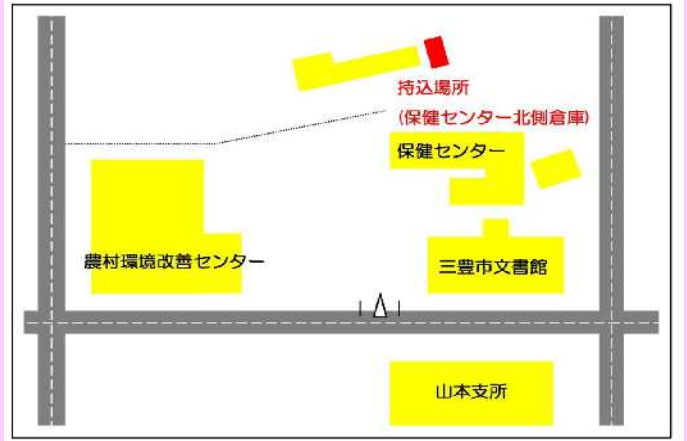 持込場所
(保健センター北側倉庫)
保健センター
農村環境改善センター
三豊市文書館
山本支所